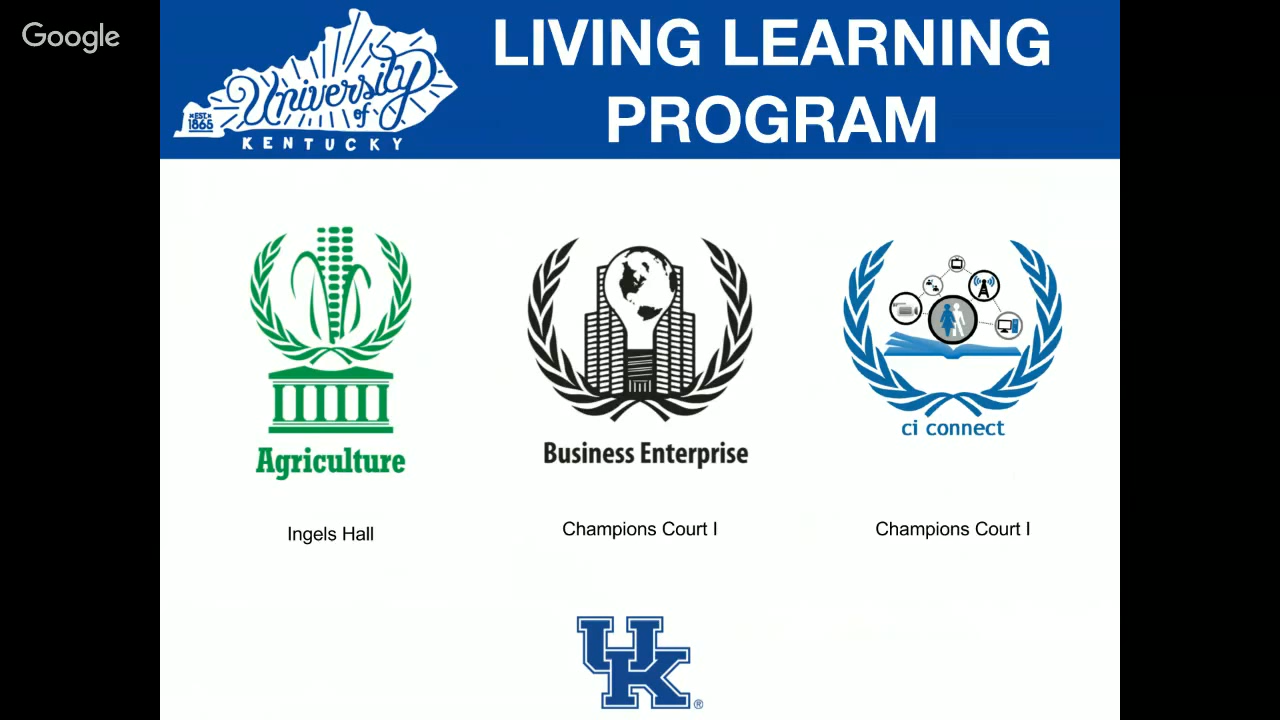 Google
University
of
KENTUCKY
EST.
1865
LIVING LEARNING
PROGRAM
Agriculture
Business Enterprise
ci connect
Ingels Hall
Champions Court I
Champions Court I
UK®